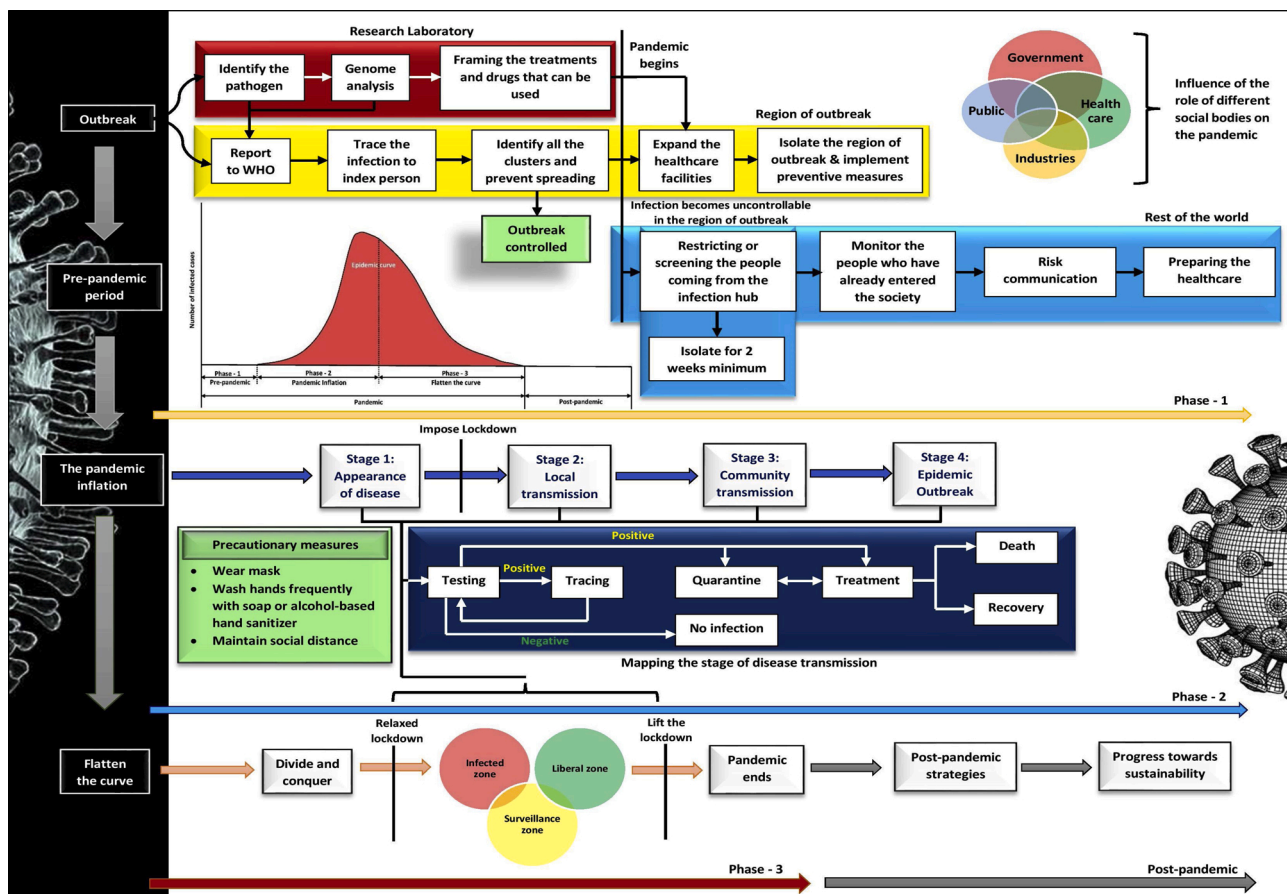 Research Laboratory
Identify the
pathogen
Genome
analysis
Framing the treatments
and drugs that can be
used
Pandemic
begins
Government
Public
Health
care
Industries
Influence of the
role of different
social bodies on
the pandemic
Outbreak
Region of outbreak
Report
to WHO
Trace the
infection to
index person
Identify all the
clusters and
prevent spreading
Expand the
healthcare
facilities
Isolate the region of
outbreak & implement
preventive measures
Outbreak
controlled
Infection becomes uncontrollable
in the region of outbreak
Rest of the world
Pre-pandemic
period
Restricting or
screening the people
coming from the
infection hub
Monitor the
people who have
already entered
the society
Risk
communication
Preparing the
healthcare
Isolate for 2
weeks minimum
Number of infected cases
Epidemic curve
Phase - 1
Pre-pandemic
Phase - 2
Pandemic Inflation
Phase - 3
Flatten the curve
Pandemic
Post-pandemic
Phase - 1
The pandemic
inflation
Impose Lockdown
Stage 1:
Appearance
of disease
Stage 2:
Local
transmission
Stage 3:
Community
transmission
Stage 4:
Epidemic
Outbreak
Precautionary measures
• Wear mask
• Wash hands frequently
with soap or alcohol-based
hand sanitizer
• Maintain social distance
Positive
Testing
Positive
Tracing
Quarantine
Treatment
Death
Recovery
No infection
Negative
Mapping the stage of disease transmission
Phase - 2
Flatten
the curve
Divide and
conquer
Relaxed
lockdown
Infected
zone
Liberal zone
Surveillance
zone
Lift the
lockdown
Pandemic
ends
Post-pandemic
strategies
Progress towards
sustainability
Phase - 3
Post-pandemic